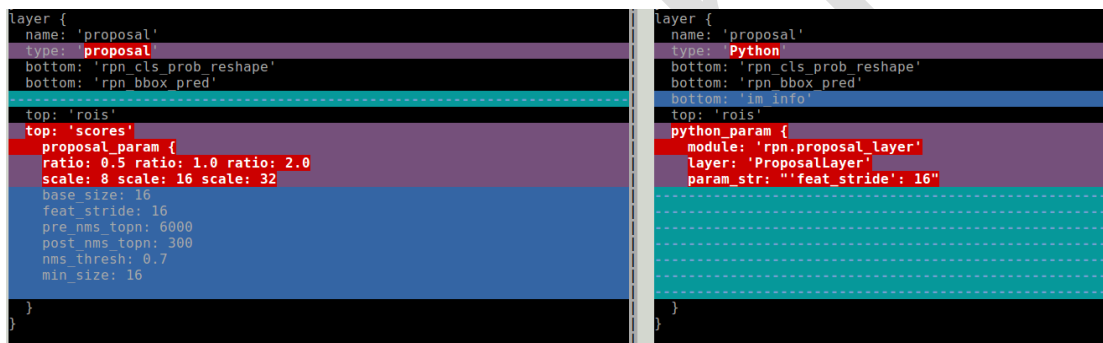 layer {
name: 'proposal'
type: 'proposal'
bottom: 'rpn_cls_prob_reshape'
bottom: 'rpn_bbox_pred'
top: 'rois'
top: 'scores'
proposal_param {
ratio: 0.5 ratio: 1.0 ratio: 2.0
scale: 8 scale: 16 scale: 32
base_size: 16
feat_stride: 16
pre_nms_topn: 6000
post_nms_topn: 300
nms_thresh: 0.7
min_size: 16
}
}
layer {
name: 'proposal'
type: 'Python'
bottom: 'rpn_cls_prob_reshape'
bottom: 'rpn_bbox_pred'
bottom: 'im_info'
top: 'rois'
python_param {
module: 'rpn.proposal_layer'
layer: 'ProposalLayer'
param_str: "'feat_stride': 16"
}
}